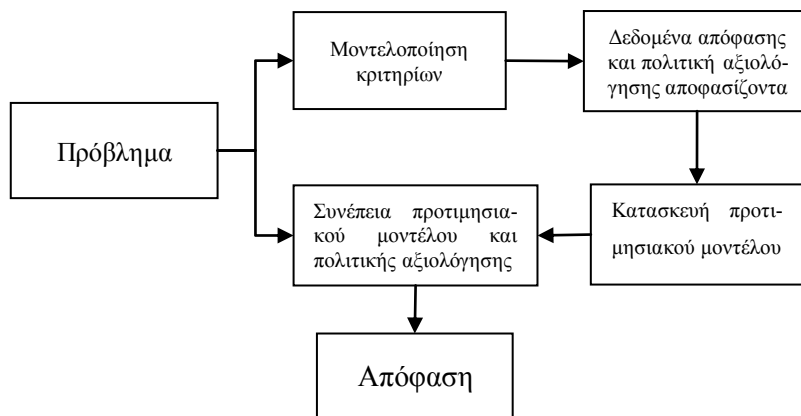 Πρόβλημα
Μοντελοποίηση
κριτηρίων
Δεδομένα απόφασης
και πολιτική αξιολό-
γησης αποφασίζοντα
Συνέπεια προτιμησια-
κού μοντέλου και
πολιτικής αξιολόγησης
Κατασκευή προτι-
μησιακού μοντέλου
Απόφαση